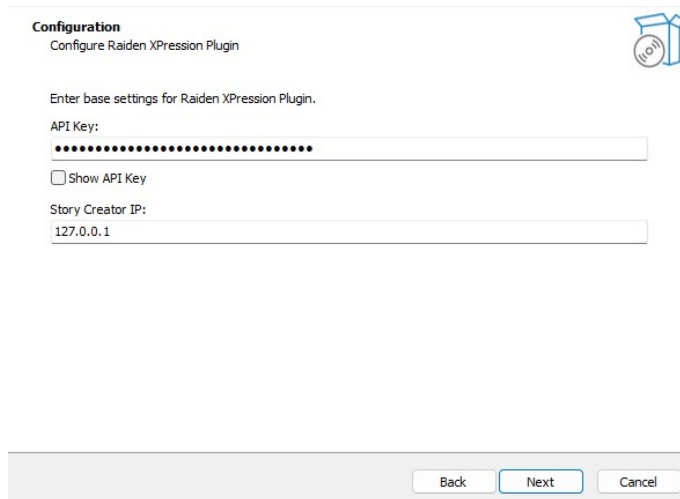 Configuration
Configure Raiden XPression Plugin
Enter base settings for Raiden XPression Plugin.
API Key:
••••••••••••••••••••••••••••••••
Show API Key
Story Creator IP:
127.0.0.1
Back Next Cancel